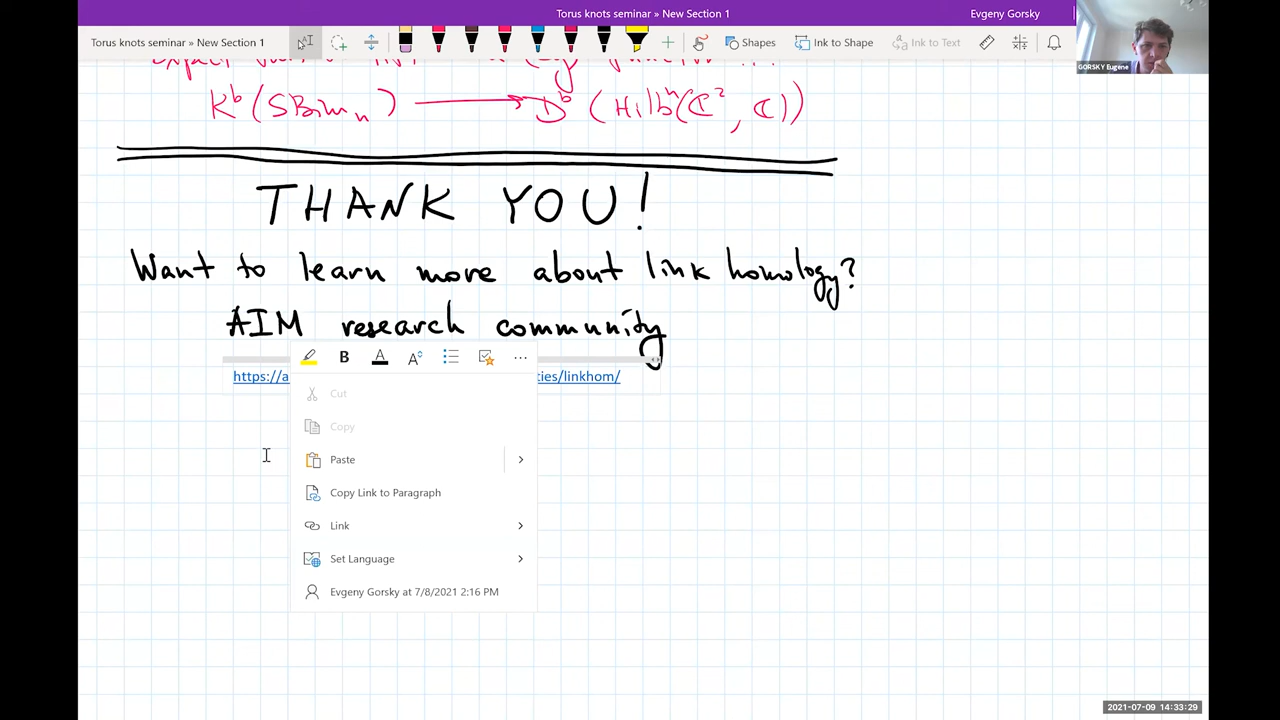 Torus knots seminar » New Section 1
Evgeny Gorsky
Torus knots seminar » New Section 1
Shapes
Ink to Shape
Ink to Text
GORSKY Eugene
K^b (SBim_n) → D^b (Hilb^n(ℂ², ℂ))
THANK YOU!
Want to learn more about link homology?
AIM research community
https://a
ties/linkhom/
B
A
A
...
Cut
Copy
Paste
Copy Link to Paragraph
Link
Set Language
Evgeny Gorsky at 7/8/2021 2:16 PM
2021-07-09 14:33:29